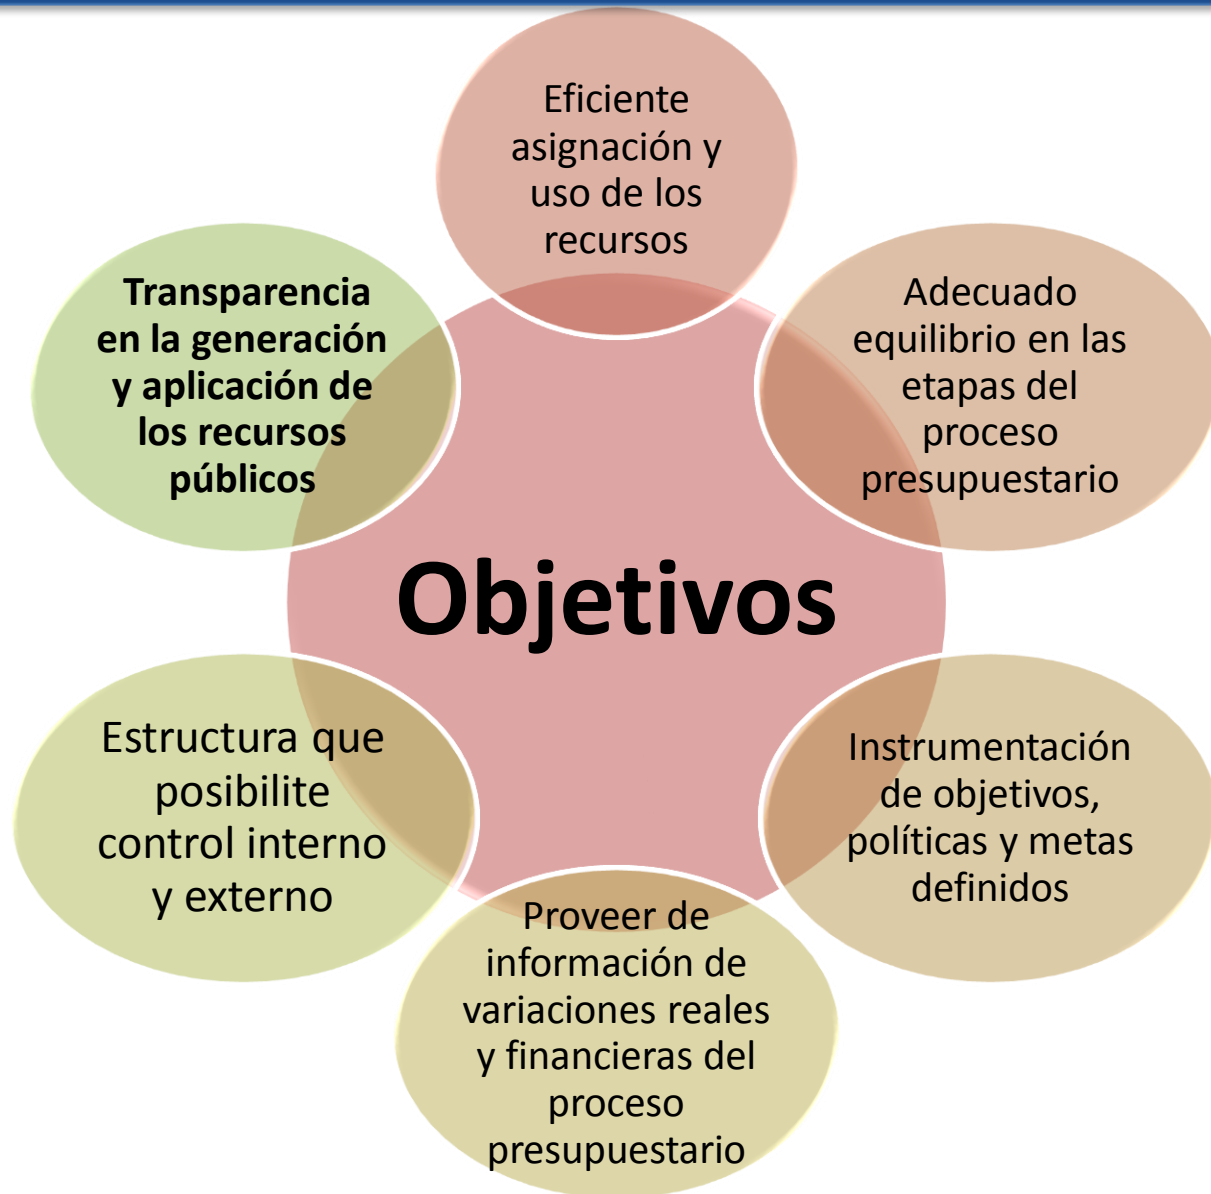 Eficiente
asignación y
uso de los
recursos
Adecuado
equilibrio en las
etapas del
proceso
presupuestario
Instrumentación
de objetivos,
políticas y metas
definidos
Proveer de
información de
variaciones reales
y financieras del
proceso
presupuestario
Estructura que
posibilite
control interno
y externo
Transparencia
en la generación
y aplicación de
los recursos
públicos
Objetivos